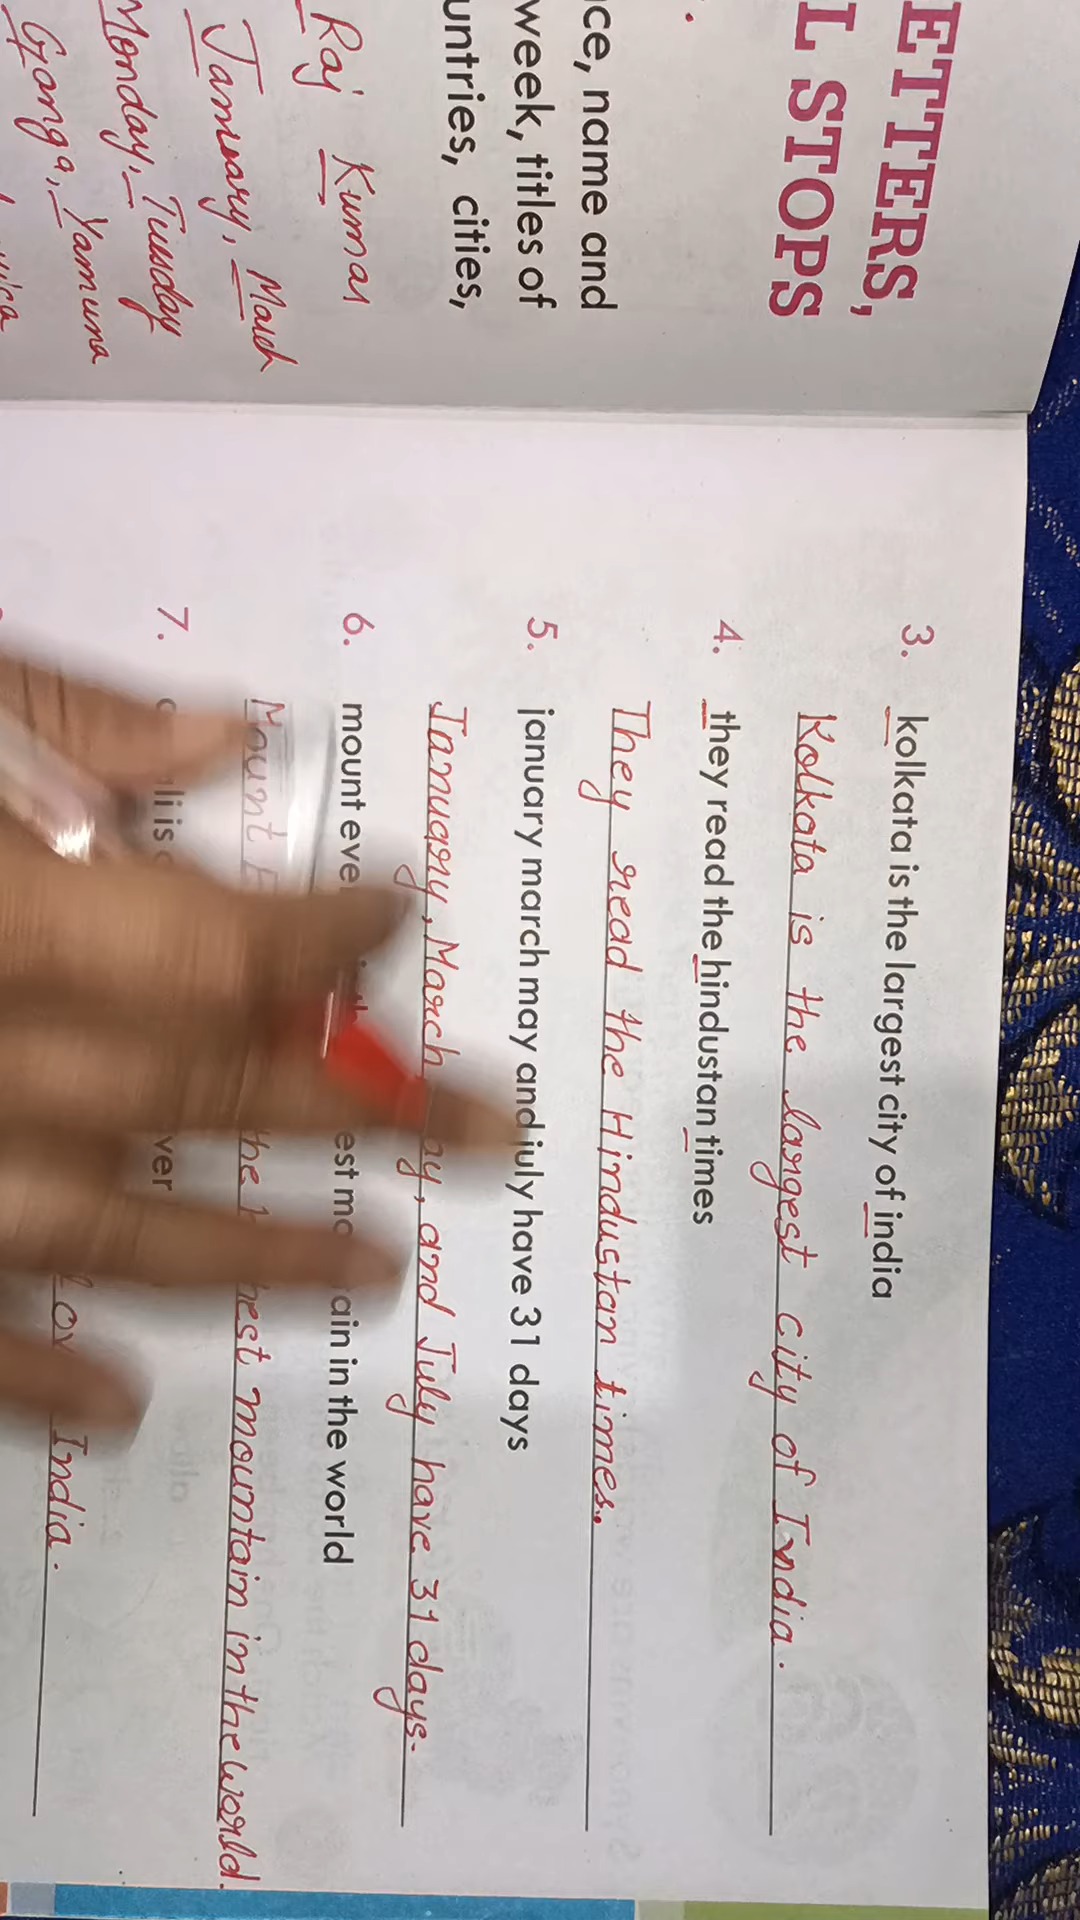 ETTERS,
L STOPS
ce, name and
week, titles of
untries, cities,
Raj Kumar
January, March
Monday, Tuesday
Ganga, Yamuna
3. kolkata is the largest city of india
Kolkata is the largest city of India.
4. they read the hindustan times
They read the Hindustan times.
5. january march may and july have 31 days
January, March ay, and July have 31 days.
6. mount eve est mo ain in the world
Mount E the h hest mountain in the world.
7. li is ver
India.